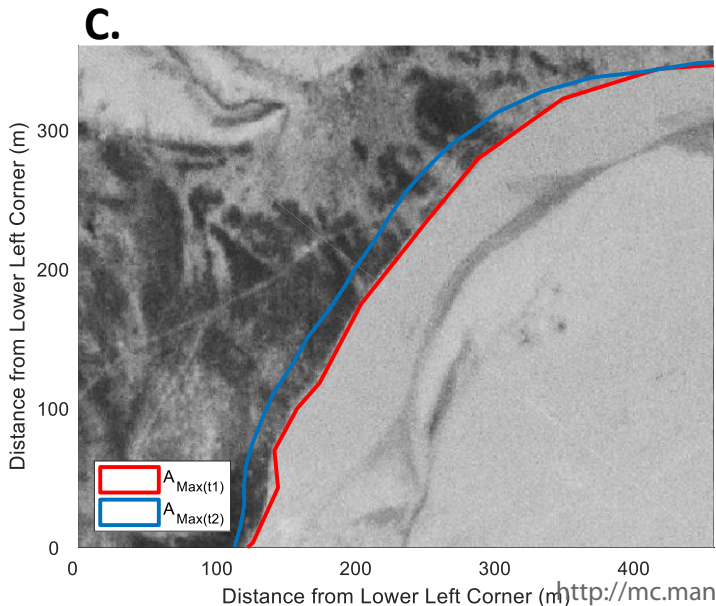 C.
Distance from Lower Left Corner (m)
300
200
100
0
A Max(t1)
A Max(t2)
0 100 200 300 400
Distance from Lower Left Corner (m)
http://mc.man